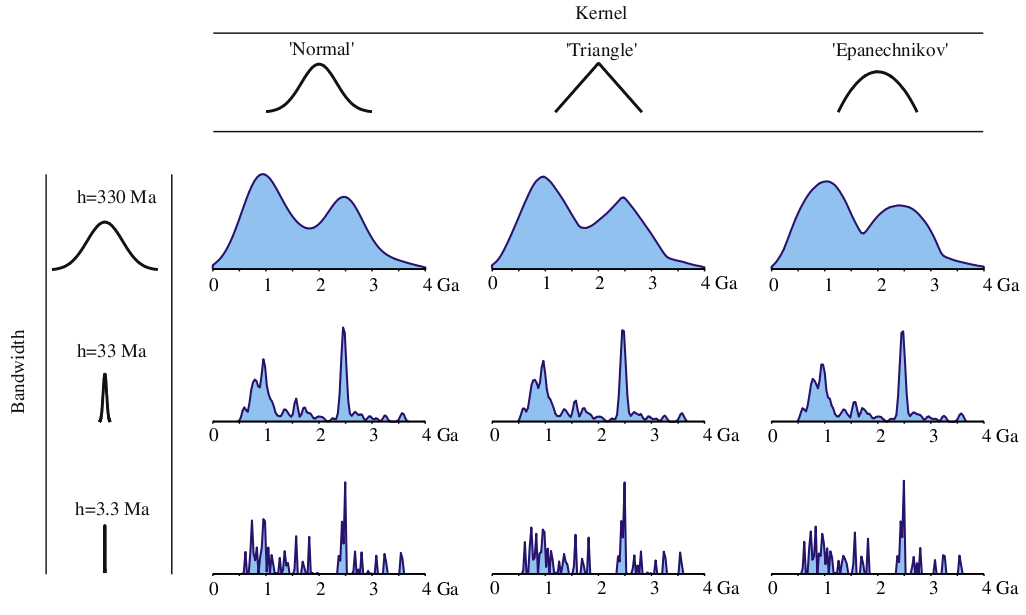 Kernel
'Normal' 'Triangle' 'Epanechnikov'
Bandwidth
h=330 Ma
0 1 2 3 4 Ga 0 1 2 3 4 Ga 0 1 2 3 4 Ga
h=33 Ma
0 1 2 3 4 Ga 0 1 2 3 4 Ga 0 1 2 3 4 Ga
h=3.3 Ma
0 1 2 3 4 Ga 0 1 2 3 4 Ga 0 1 2 3 4 Ga